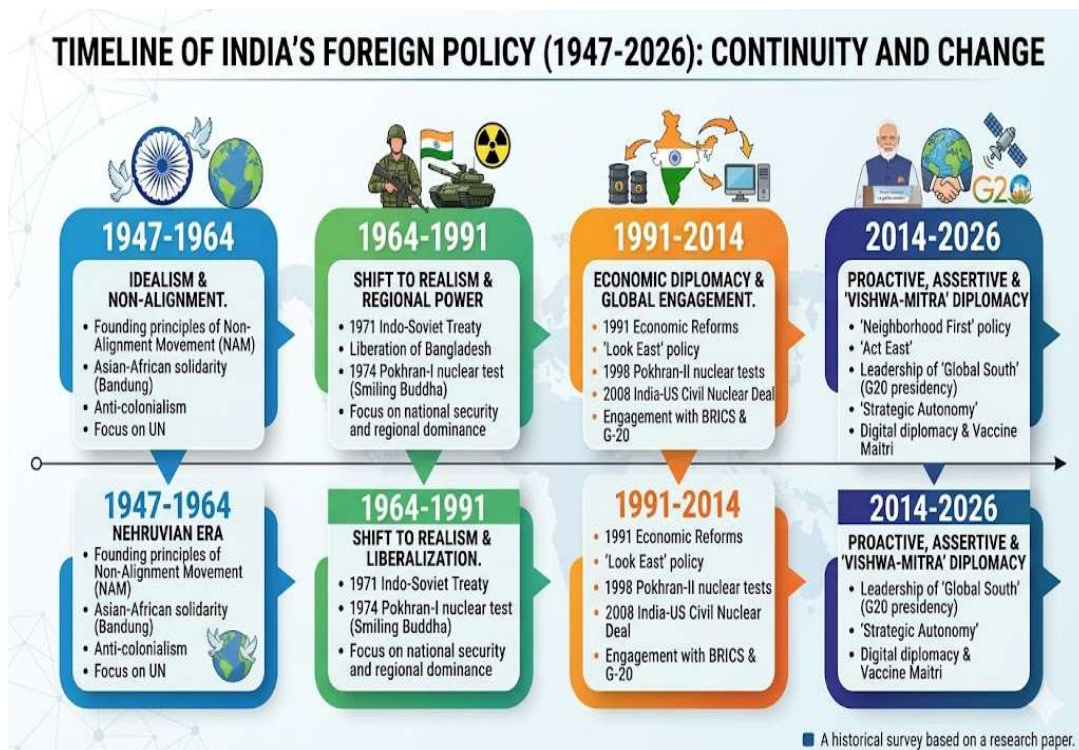 TIMELINE OF INDIA'S FOREIGN POLICY (1947-2026): CONTINUITY AND CHANGE
G20
1947-1964
IDEALISM &
NON-ALIGNMENT.
• Founding principles of Non-
Alignment Movement (NAM)
• Asian-African solidarity
(Bandung)
• Anti-colonialism
• Focus on UN
1964-1991
SHIFT TO REALISM &
REGIONAL POWER
• 1971 Indo-Soviet Treaty
• Liberation of Bangladesh
• 1974 Pokhran-I nuclear test
(Smiling Buddha)
• Focus on national security
and regional dominance
1991-2014
ECONOMIC DIPLOMACY &
GLOBAL ENGAGEMENT.
• 1991 Economic Reforms
• 'Look East' policy
• 1998 Pokhran-II nuclear tests
• 2008 India-US Civil Nuclear Deal
• Engagement with BRICS &
G-20
2014-2026
PROACTIVE, ASSERTIVE &
'VISHWA-MITRA' DIPLOMACY
• 'Neighborhood First' policy
• 'Act East'
• Leadership of 'Global South'
(G20 presidency)
• 'Strategic Autonomy'
• Digital diplomacy & Vaccine
Maitri
1947-1964
NEHRUVIAN ERA
• Founding principles of
Non-Alignment Movement
(NAM)
• Asian-African solidarity
(Bandung)
• Anti-colonialism
• Focus on UN
1964-1991
SHIFT TO REALISM &
LIBERALIZATION.
• 1971 Indo-Soviet Treaty
• 1974 Pokhran-I nuclear test
(Smiling Buddha)
• Focus on national security
and regional dominance
1991-2014
• 1991 Economic Reforms
• 'Look East' policy
• 1998 Pokhran-II nuclear tests
• 2008 India-US Civil Nuclear
Deal
• Engagement with BRICS &
G-20
2014-2026
PROACTIVE, ASSERTIVE &
'VISHWA-MITRA' DIPLOMACY
• Leadership of 'Global South'
(G20 presidency)
• 'Strategic Autonomy'
• Digital diplomacy &
Vaccine Maitri
A historical survey based on a research paper.